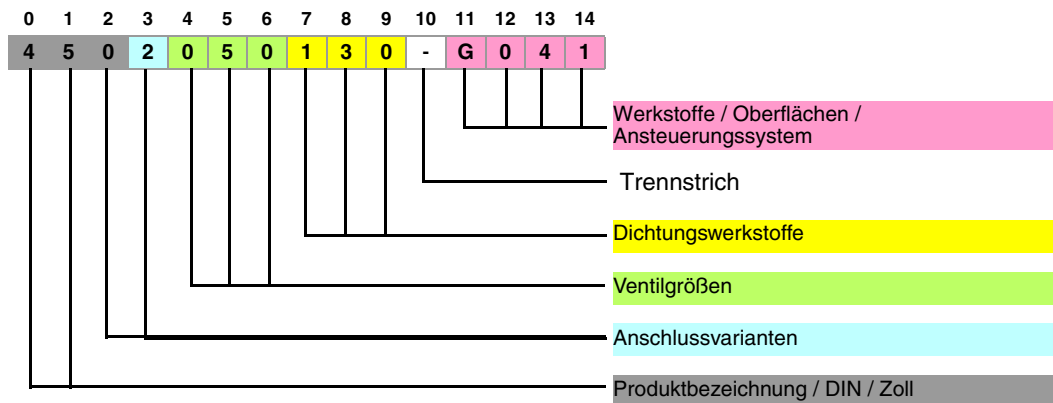 0 1 2 3 4 5 6 7 8 9 10 11 12 13 14
4 5 0 2 0 5 0 1 3 0 - G 0 4 1
Werkstoffe / Oberflächen /
Ansteuerungssystem
Trennstrich
Dichtungswerkstoffe
Ventilgrößen
Anschlussvarianten
Produktbezeichnung / DIN / Zoll